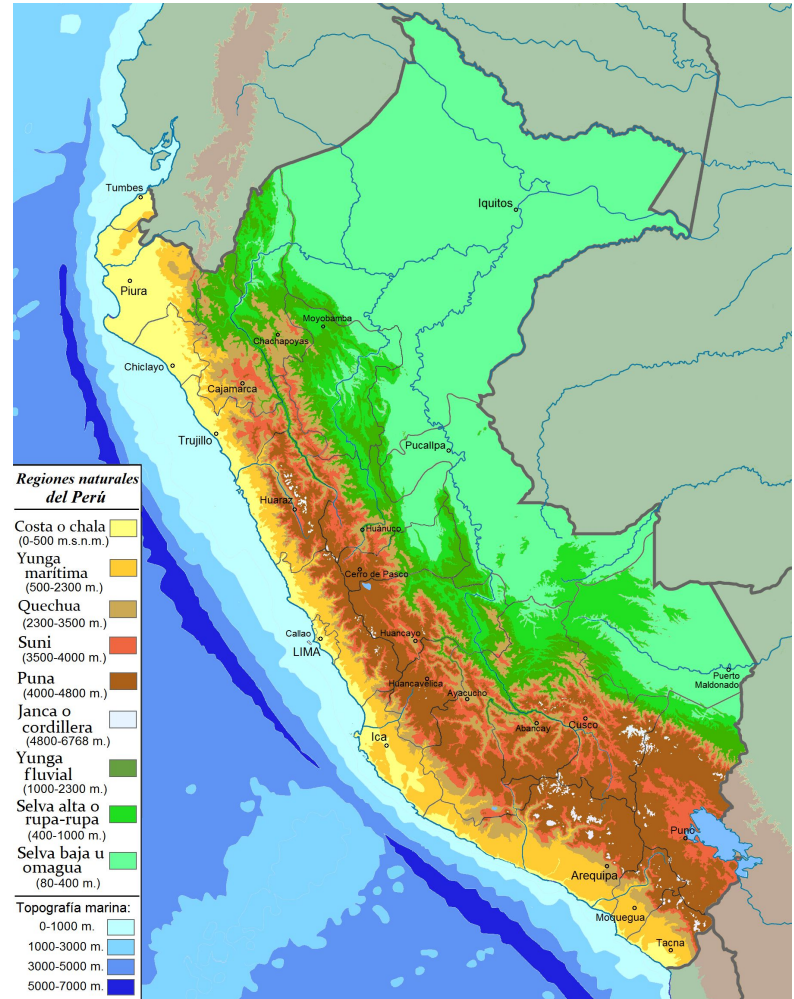 Tumbes
Iquitos
Piura
Moyobamba
Chachapoyas
Chiclayo
Cajamarca
Trujillo
Pucallpa
Huaraz
Huánuco
Cerro de Pasco
Callao
LIMA
Huancayo
Huancavelica
Ayacucho
Puerto
Maldonado
Abancay
Cusco
Ica
Puno
Arequipa
Moquegua
Tacna
Regiones naturales
del Perú
Costa o chala
(0-500 m.s.n.m.)
Yunga
marítima
(500-2300 m.)
Quechua
(2300-3500 m.)
Suni
(3500-4000 m.)
Puna
(4000-4800 m.)
Janca o
cordillera
(4800-6768 m.)
Yunga
fluvial
(1000-2300 m.)
Selva alta o
rupa-rupa
(400-1000 m.)
Selva baja u
omagua
(80-400 m.)
Topografía marina:
0-1000 m.
1000-3000 m.
3000-5000 m.
5000-7000 m.